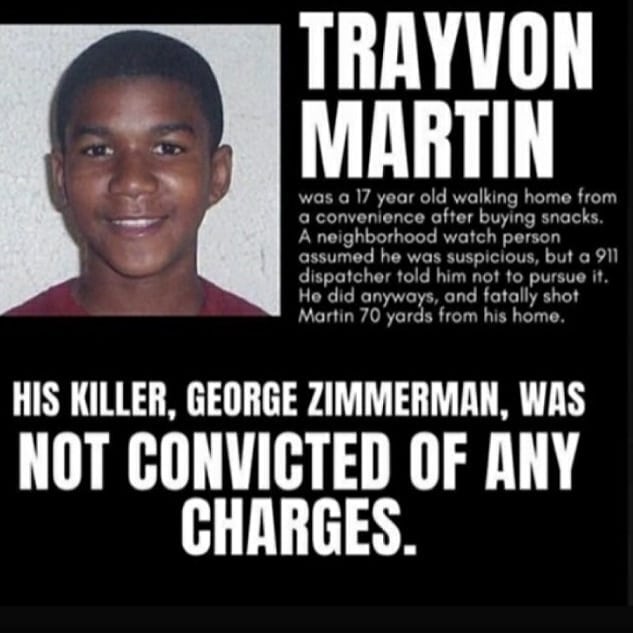 TRAYVON
MARTIN
was a 17 year old walking home from
a convenience after buying snacks.
A neighborhood watch person
assumed he was suspicious, but a 911
dispatcher told him not to pursue it.
He did anyways, and fatally shot
Martin 70 yards from his home.
HIS KILLER, GEORGE ZIMMERMAN, WAS
NOT CONVICTED OF ANY
CHARGES.